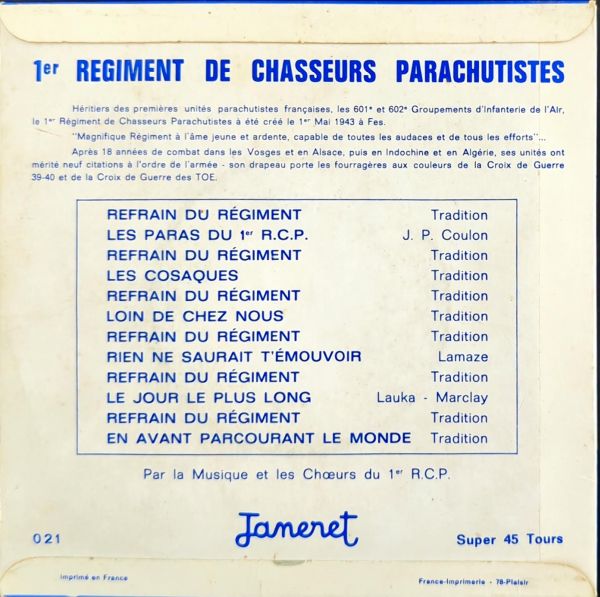 1er REGIMENT DE CHASSEURS PARACHUTISTES
Héritiers des premières unités parachutistes françaises, les 601e et 602e Groupements d'Infanterie de l'Air,
le 1er Régiment de Chasseurs Parachutistes à été créé le 1er Mai 1943 à Fes.
"Magnifique Régiment à l'âme jeune et ardente, capable de toutes les audaces et de tous les efforts"...
Après 18 années de combat dans les Vosges et en Alsace, puis en Indochine et en Algérie, ses unités ont
mérité neuf citations à l'ordre de l'armée - son drapeau porte les fourragères aux couleurs de la Croix de Guerre
39-40 et de la Croix de Guerre des TOE.
REFRAIN DU RÉGIMENT Tradition
LES PARAS DU 1er R.C.P. J. P. Coulon
REFRAIN DU RÉGIMENT Tradition
LES COSAQUES Tradition
REFRAIN DU RÉGIMENT Tradition
LOIN DE CHEZ NOUS Tradition
REFRAIN DU RÉGIMENT Tradition
RIEN NE SAURAIT T'ÉMOUVOIR Lamaze
REFRAIN DU RÉGIMENT Tradition
LE JOUR LE PLUS LONG Lauka - Marclay
REFRAIN DU RÉGIMENT Tradition
EN AVANT PARCOURANT LE MONDE Tradition
Par la Musique et les Chœurs du 1er R.C.P.
021 Janeret Super 45 Tours
Imprimé en France France-Imprimerie - 78-Plaisir